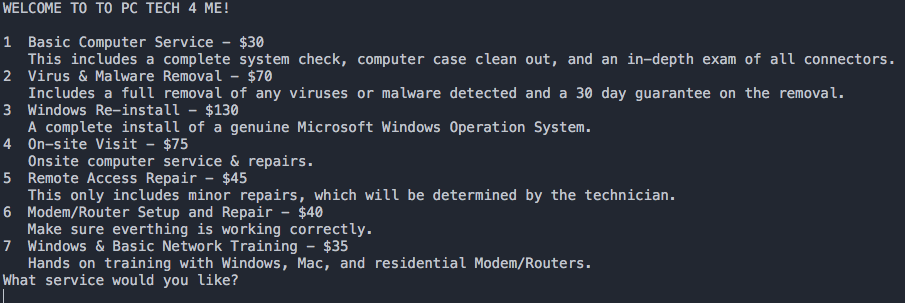 WELCOME TO TO PC TECH 4 ME!
1  Basic Computer Service – $30
This includes a complete system check, computer case clean out, and an in-depth exam of all connectors.
2  Virus & Malware Removal – $70
Includes a full removal of any viruses or malware detected and a 30 day guarantee on the removal.
3  Windows Re-install – $130
A complete install of a genuine Microsoft Windows Operation System.
4  On-site Visit – $75
Onsite computer service & repairs.
5  Remote Access Repair – $45
This only includes minor repairs, which will be determined by the technician.
6  Modem/Router Setup and Repair – $40
Make sure everthing is working correctly.
7  Windows & Basic Network Training – $35
Hands on training with Windows, Mac, and residential Modem/Routers.
What service would you like?